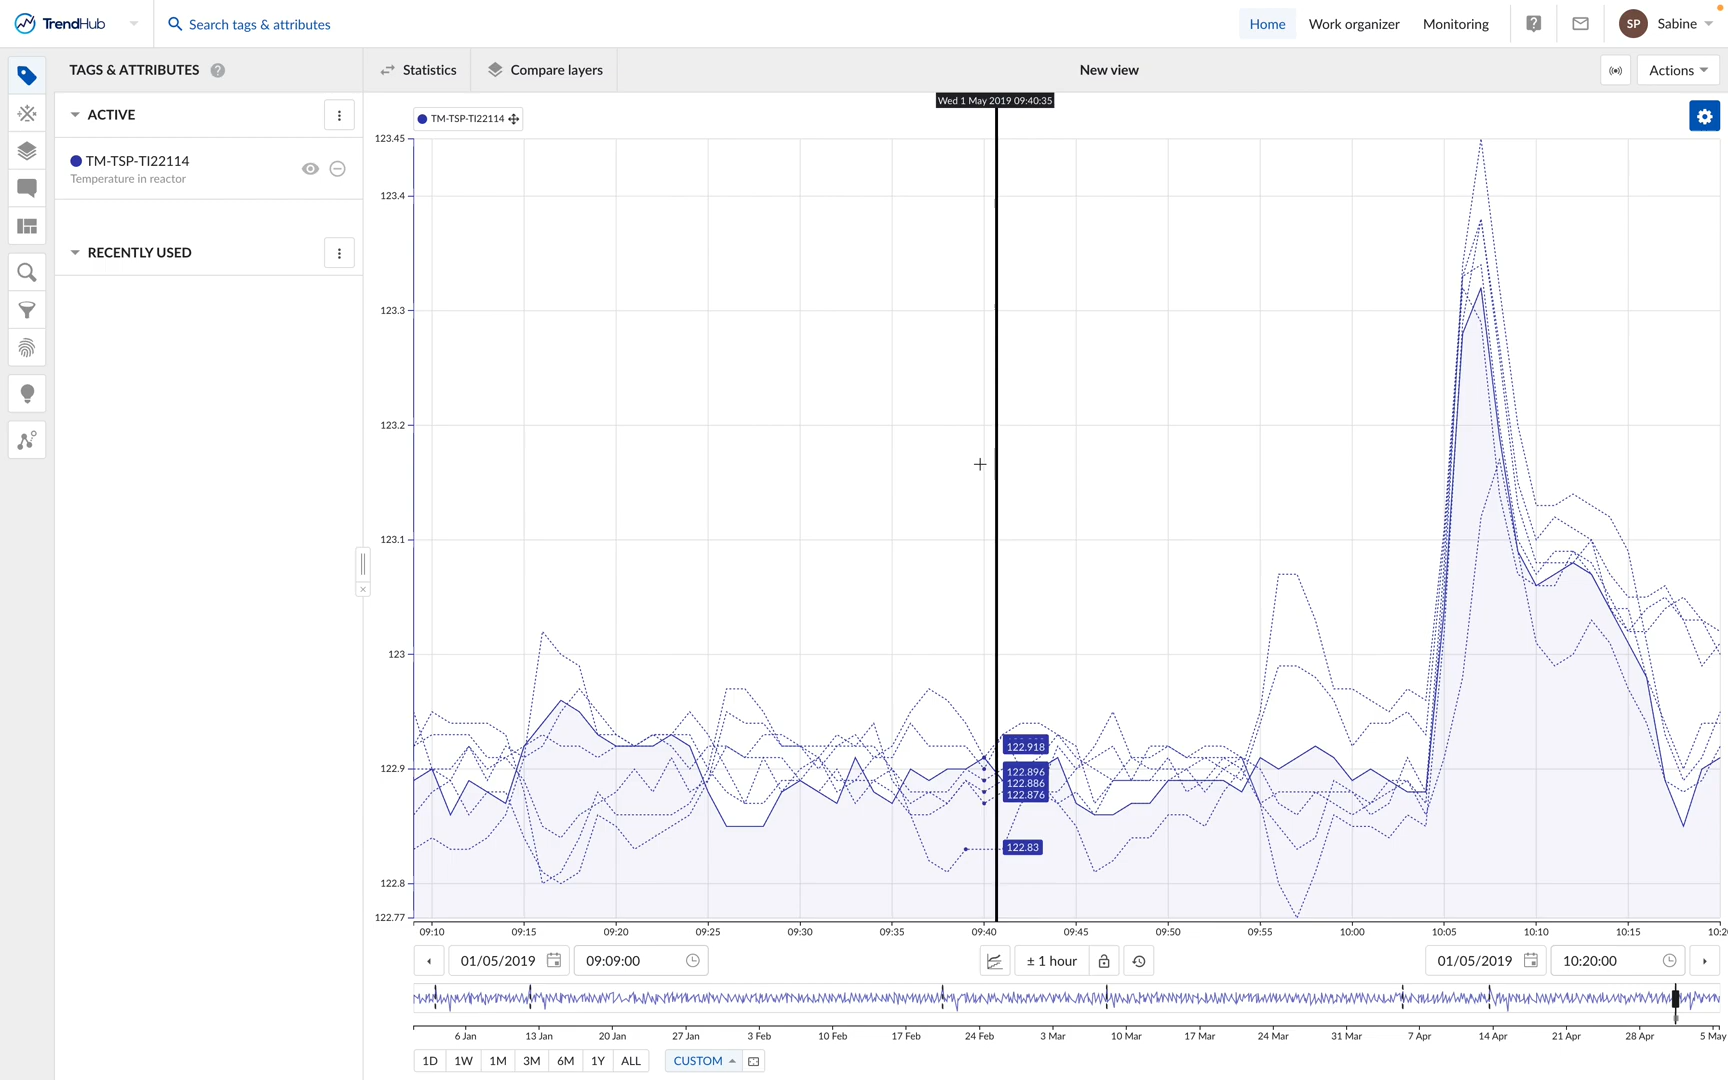 TrendHub
Search tags & attributes
Home
Work organizer
Monitoring
SP
Sabine
TAGS & ATTRIBUTES
Statistics
Compare layers
New view
Actions
ACTIVE
TM-TSP-TI22114
Temperature in reactor
RECENTLY USED
Wed 1 May 2019 09:40:35
TM-TSP-TI22114
123.45
123.4
123.3
123.2
123.1
123
122.9
122.8
122.77
122.918
122.896
122.886
122.876
122.83
09:10 09:15 09:20 09:25 09:30 09:35 09:40 09:45 09:50 09:55 10:00 10:05 10:10 10:15 10:20
01/05/2019 09:09:00 ± 1 hour 01/05/2019 10:20:00
6 Jan 13 Jan 20 Jan 27 Jan 3 Feb 10 Feb 17 Feb 24 Feb 3 Mar 10 Mar 17 Mar 24 Mar 31 Mar 7 Apr 14 Apr 21 Apr 28 Apr 5 May
1D 1W 1M 3M 6M 1Y ALL CUSTOM